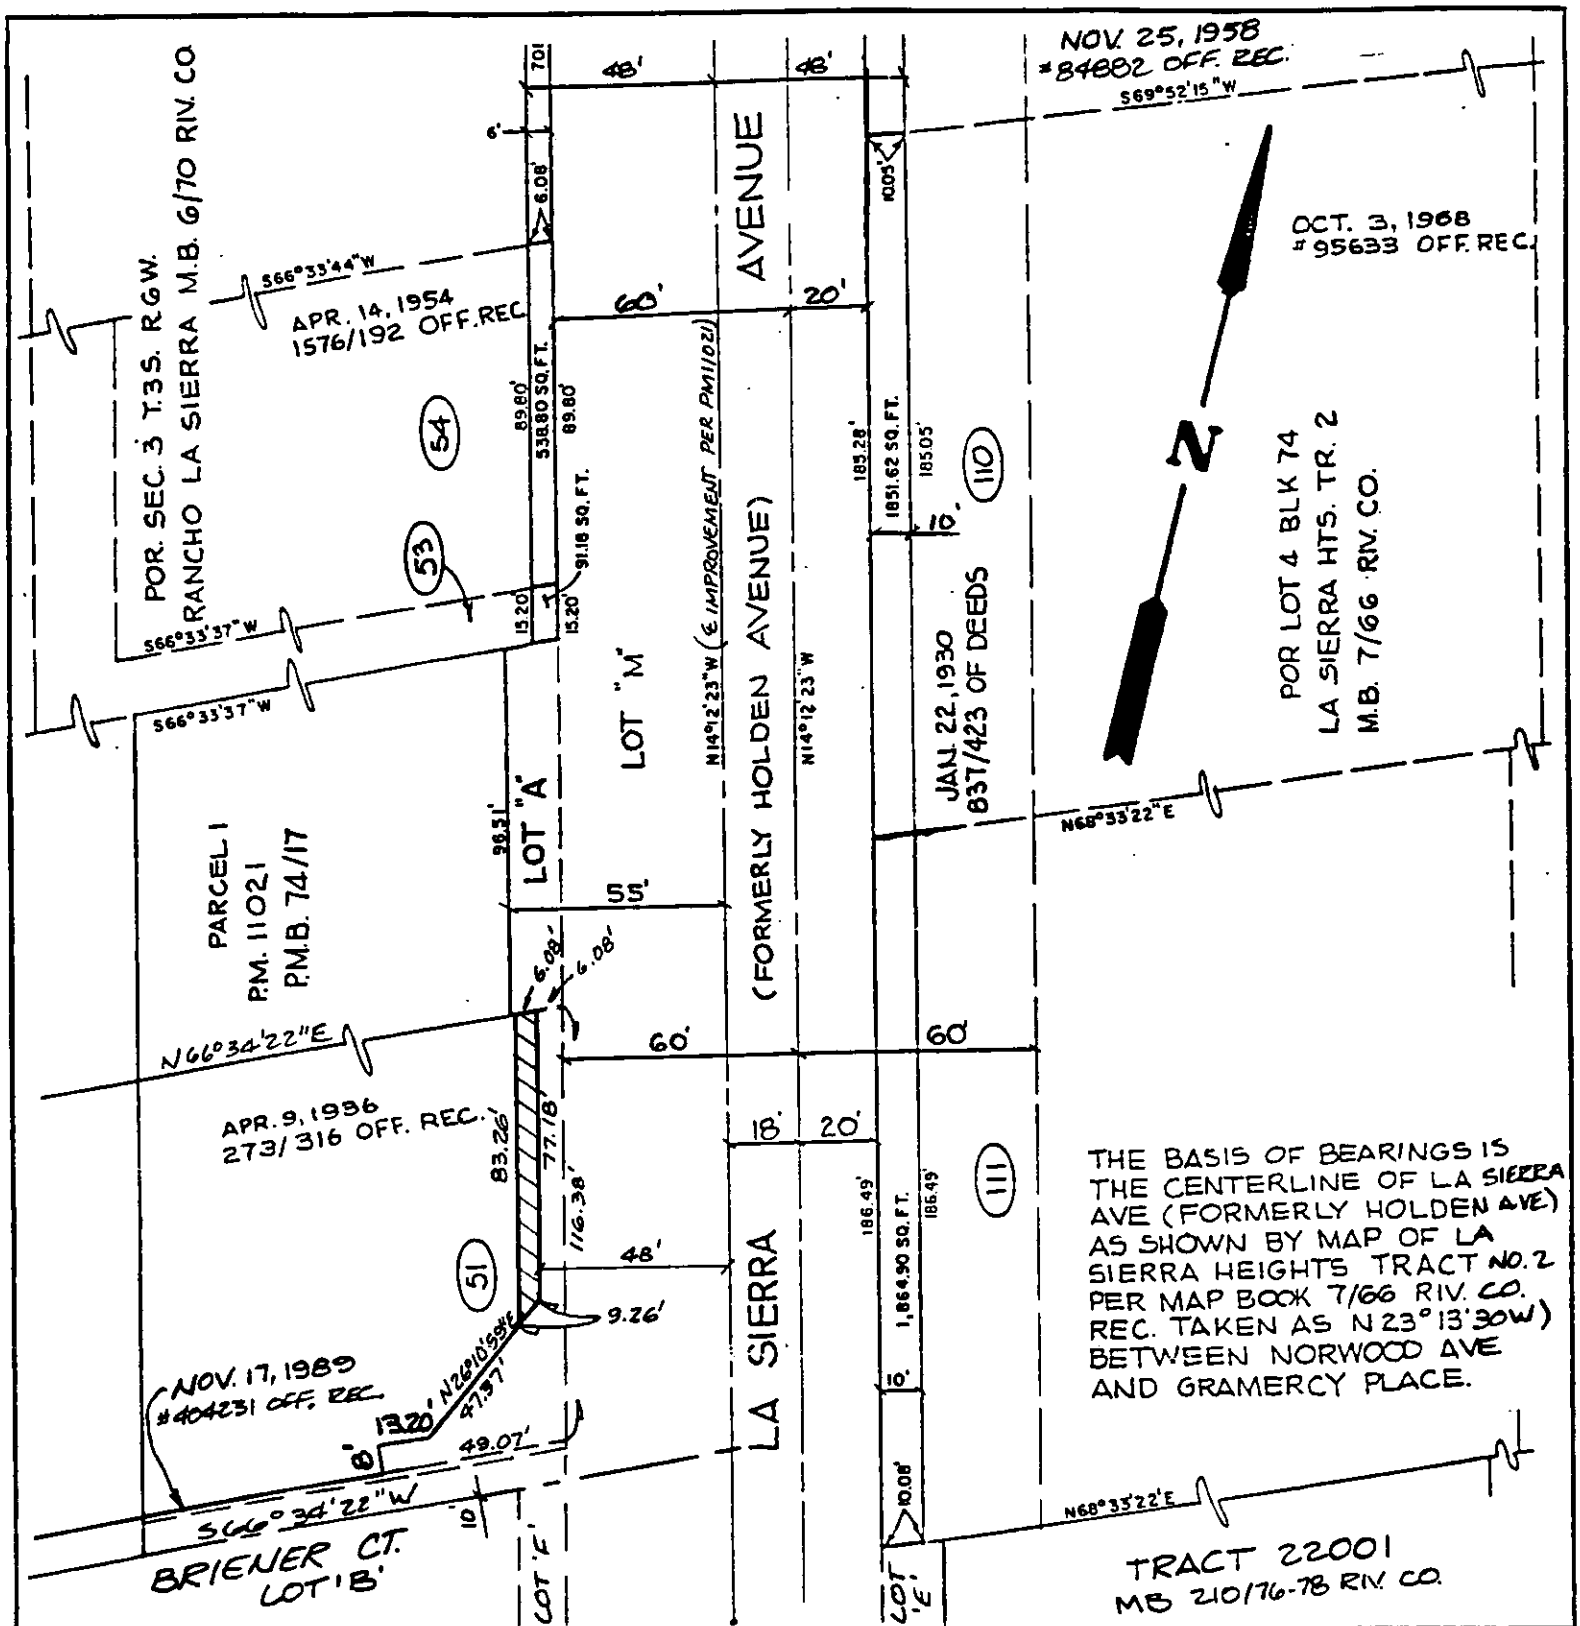 NOV. 25, 1958
#84882 OFF. REC.
S69°52'15"W
701
48'
48'
6'
6.08'
10.05'
AVENUE
POR. SEC. 3 T.3S. R6W.
RANCHO LA SIERRA M.B. 6/70 RIV. CO
S66°33'44"W
APR. 14, 1954
1576/192 OFF. REC
OCT. 3, 1968
#95633 OFF. REC.
60'
20'
54
89.80'
538.80 SQ. FT.
89.80'
91.18 SQ. FT.
N14°12'23"W (℄ IMPROVEMENT PER PM11021)
185.28'
1851.62 SQ. FT.
185.05'
110
10'
N
POR LOT 4 BLK 74
LA SIERRA HTS. TR. 2
M.B. 7/66 RIV. CO.
53
15.20'
15.20'
S66°33'37"W
S66°33'37"W
LOT "M"
(FORMERLY HOLDEN AVENUE)
N14°12'23"W
JAN. 22, 1930
837/423 OF DEEDS
N68°33'22"E
PARCEL 1
P.M. 11021
P.M.B. 74/17
96.51'
LOT "A"
55'
6.08'
6.08'
N66°34'22"E
60'
60'
APR. 9, 1936
273/316 OFF. REC.
83.26'
77.18'
116.38'
18'
20'
51
48'
9.26'
186.49'
1,864.90 SQ. FT.
186.49'
111
THE BASIS OF BEARINGS IS
THE CENTERLINE OF LA SIERRA
AVE (FORMERLY HOLDEN AVE)
AS SHOWN BY MAP OF LA
SIERRA HEIGHTS TRACT NO. 2
PER MAP BOOK 7/66 RIV. CO.
REC. TAKEN AS N23°13'30W)
BETWEEN NORWOOD AVE
AND GRAMERCY PLACE.
LA SIERRA
NOV. 17, 1989
#404231 OFF. REC.
N26°10'59"E
47.37'
13.20'
8'
49.07'
10'
10'
10.08'
S66°34'22"W
BRIENER CT.
LOT 'B'
LOT 'F'
LOT 'E'
N68°33'22'E
TRACT 22001
MB 210/76-78 RIV. CO.